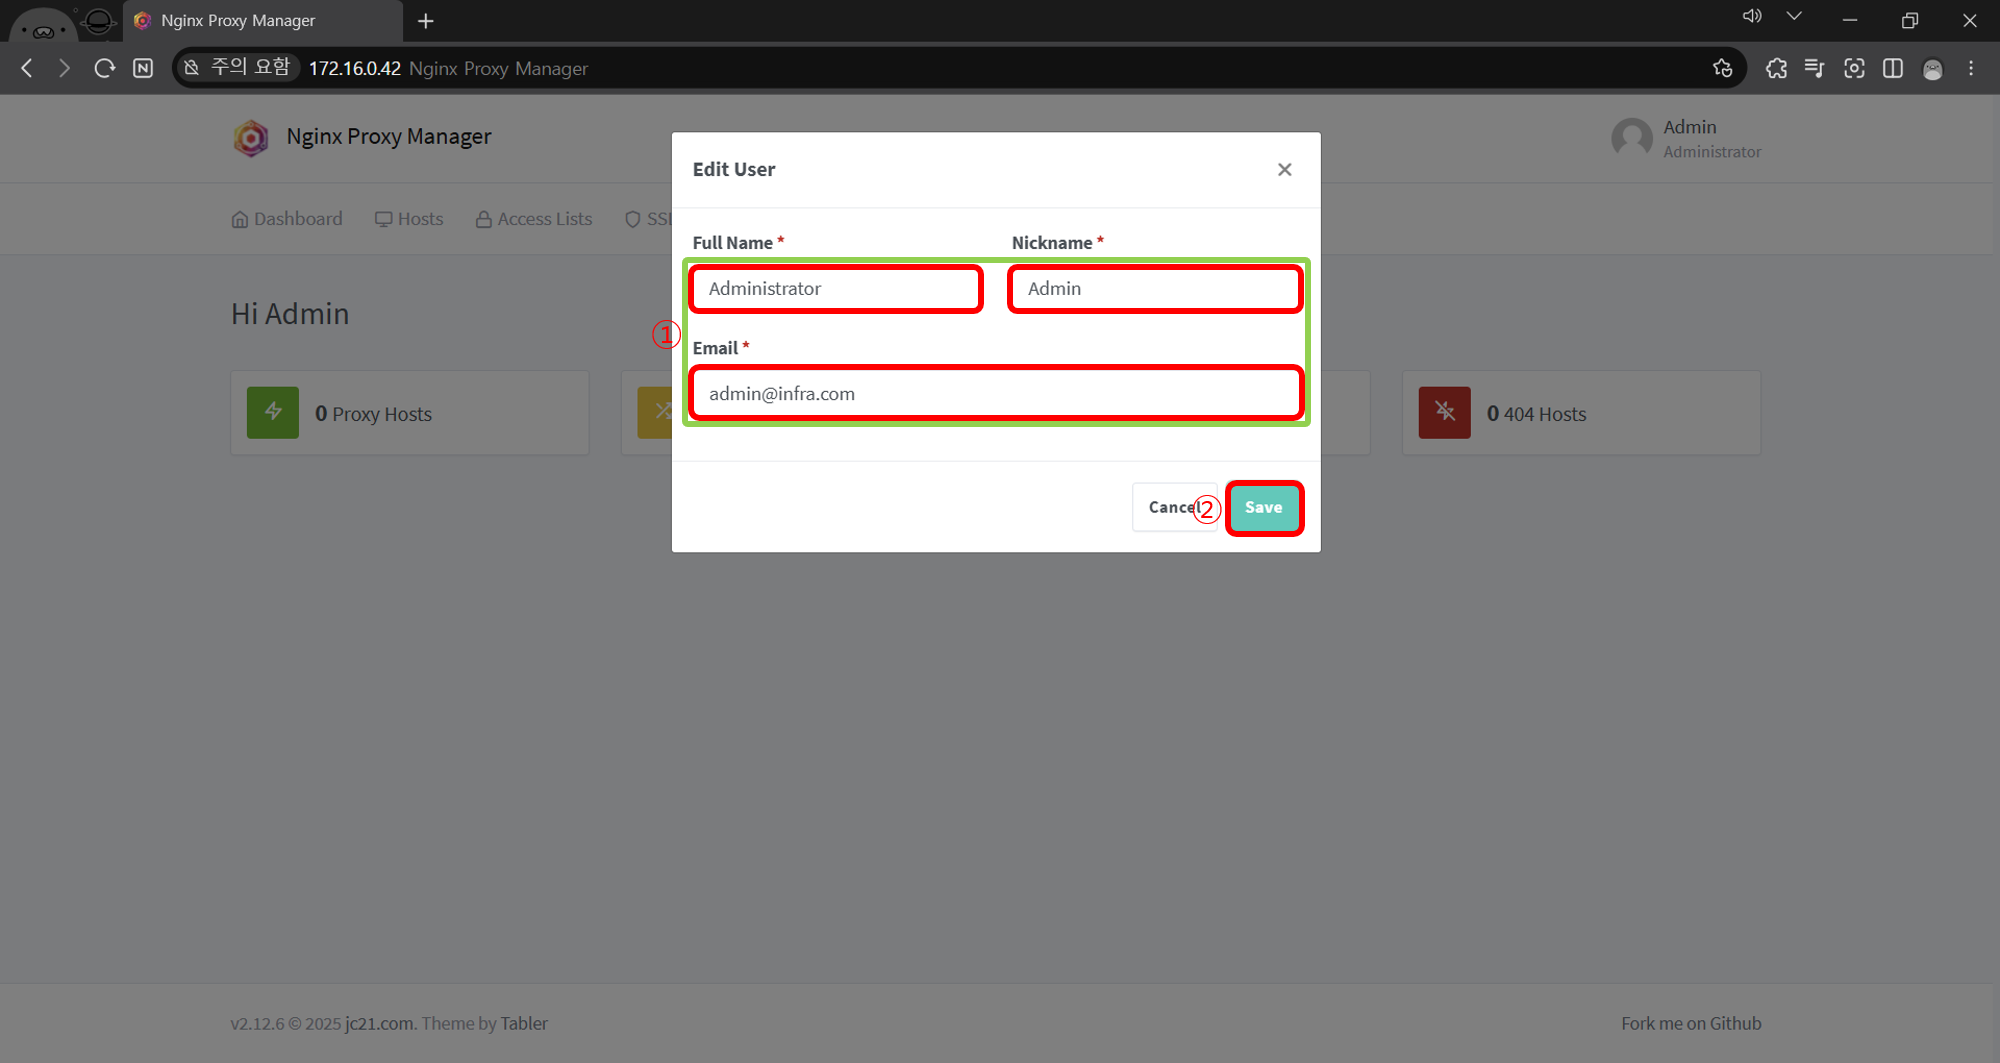 Nginx Proxy Manager
주의 요함 172.16.0.42 Nginx Proxy Manager
Nginx Proxy Manager
Admin
Administrator
Dashboard Hosts Access Lists SSL
Hi Admin
0 Proxy Hosts
0 404 Hosts
Edit User
Full Name * Nickname *
Administrator Admin
①
Email *
admin@infra.com
Cancel ② Save
v2.12.6 © 2025 jc21.com. Theme by Tabler
Fork me on Github